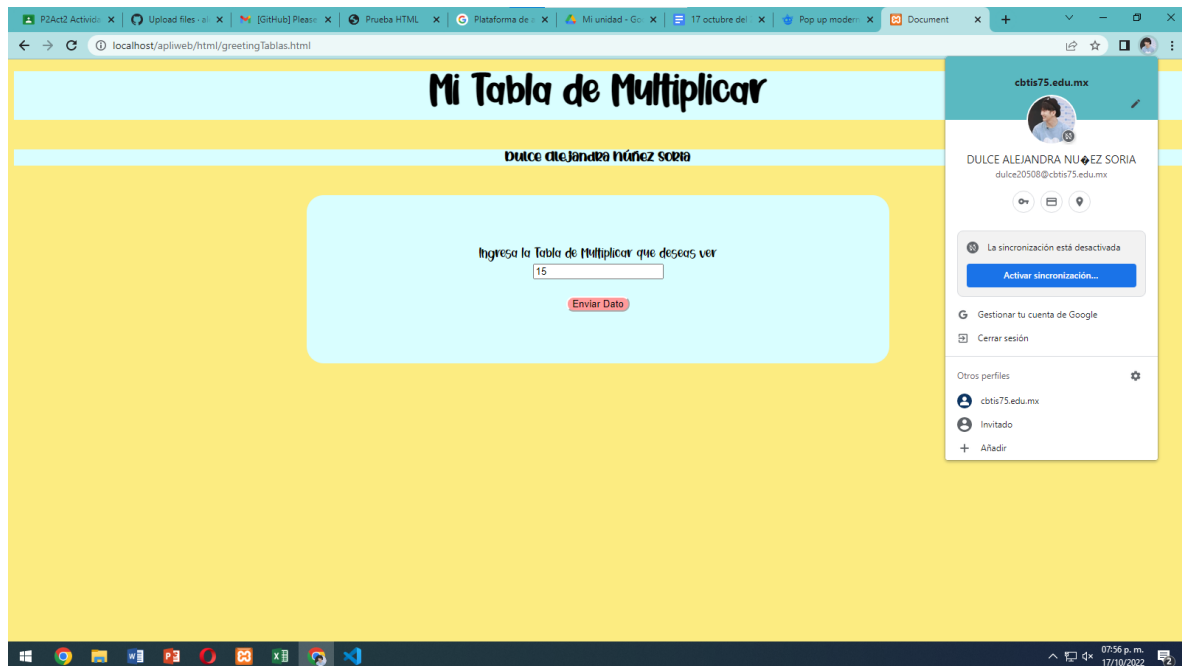 P2Act2 Activida
Upload files - al
[GitHub] Please
Prueba HTML
Plataforma de a
Mi unidad - Go
17 octubre del
Pop up modern
Document
localhost/apliweb/html/greetingTablas.html
Mi Tabla de Multiplicar
Dulce Alejandra Núñez Soria
Ingresa la Tabla de Multiplicar que deseas ver
15
Enviar Dato
cbtis75.edu.mx
DULCE ALEJANDRA NU�EZ SORIA
dulce20508@cbtis75.edu.mx
La sincronización está desactivada
Activar sincronización...
Gestionar tu cuenta de Google
Cerrar sesión
Otros perfiles
cbtis75.edu.mx
Invitado
Añadir
07:56 p. m.
17/10/2022